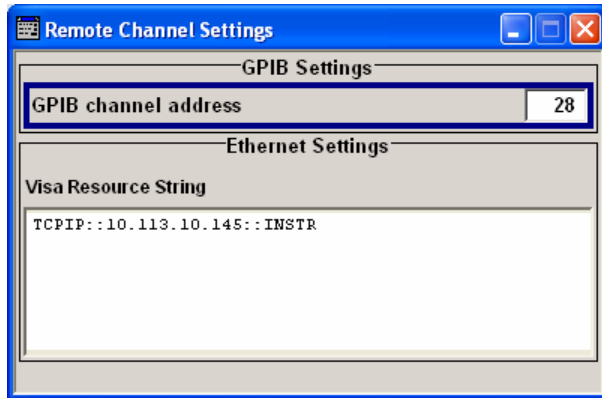 Remote Channel Settings
GPIB Settings
GPIB channel address 28
Ethernet Settings
Visa Resource String
TCPIP::10.113.10.145::INSTR